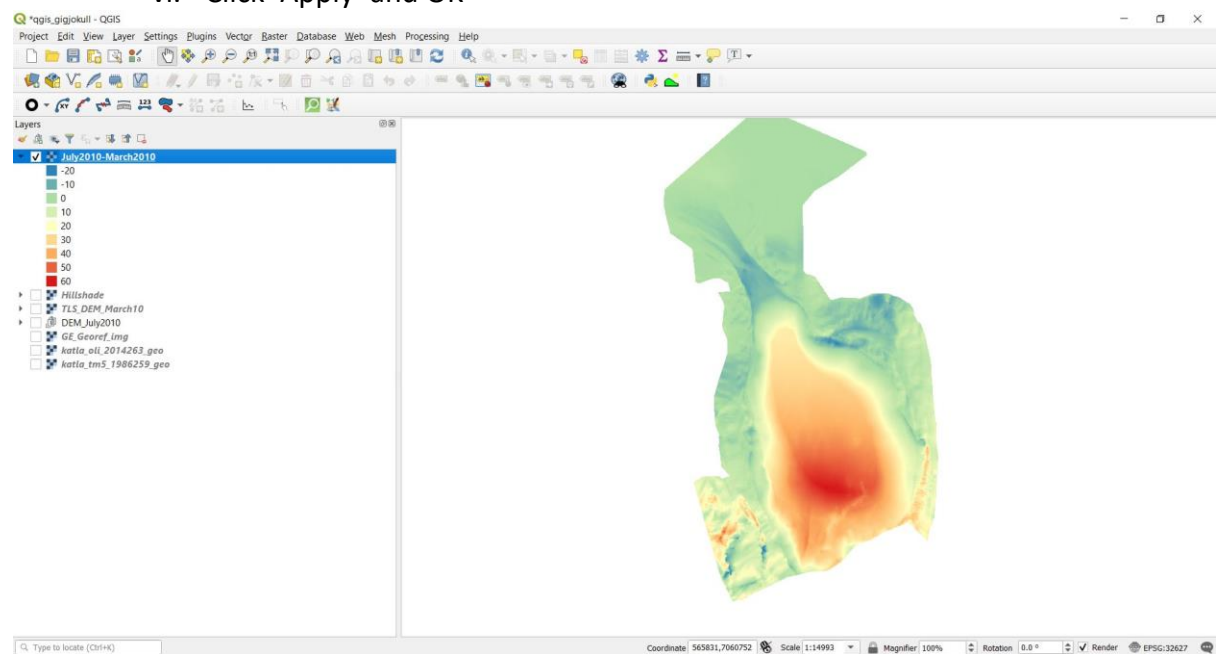 vi. Click 'Apply' and OK
*qgis_gigjokull - QGIS
Project Edit View Layer Settings Plugins Vector Raster Database Web Mesh Processing Help
Layers
July2010-March2010
-20
-10
0
10
20
30
40
50
60
Hillshade
TLS_DEM_March10
DEM_July2010
GE_Georef_img
katla_oli_2014263_geo
katla_tm5_1986259_geo
Type to locate (Ctrl+K) Coordinate 565831,7060752 Scale 1:14993 Magnifier 100% Rotation 0.0 ° Render EPSG:32627